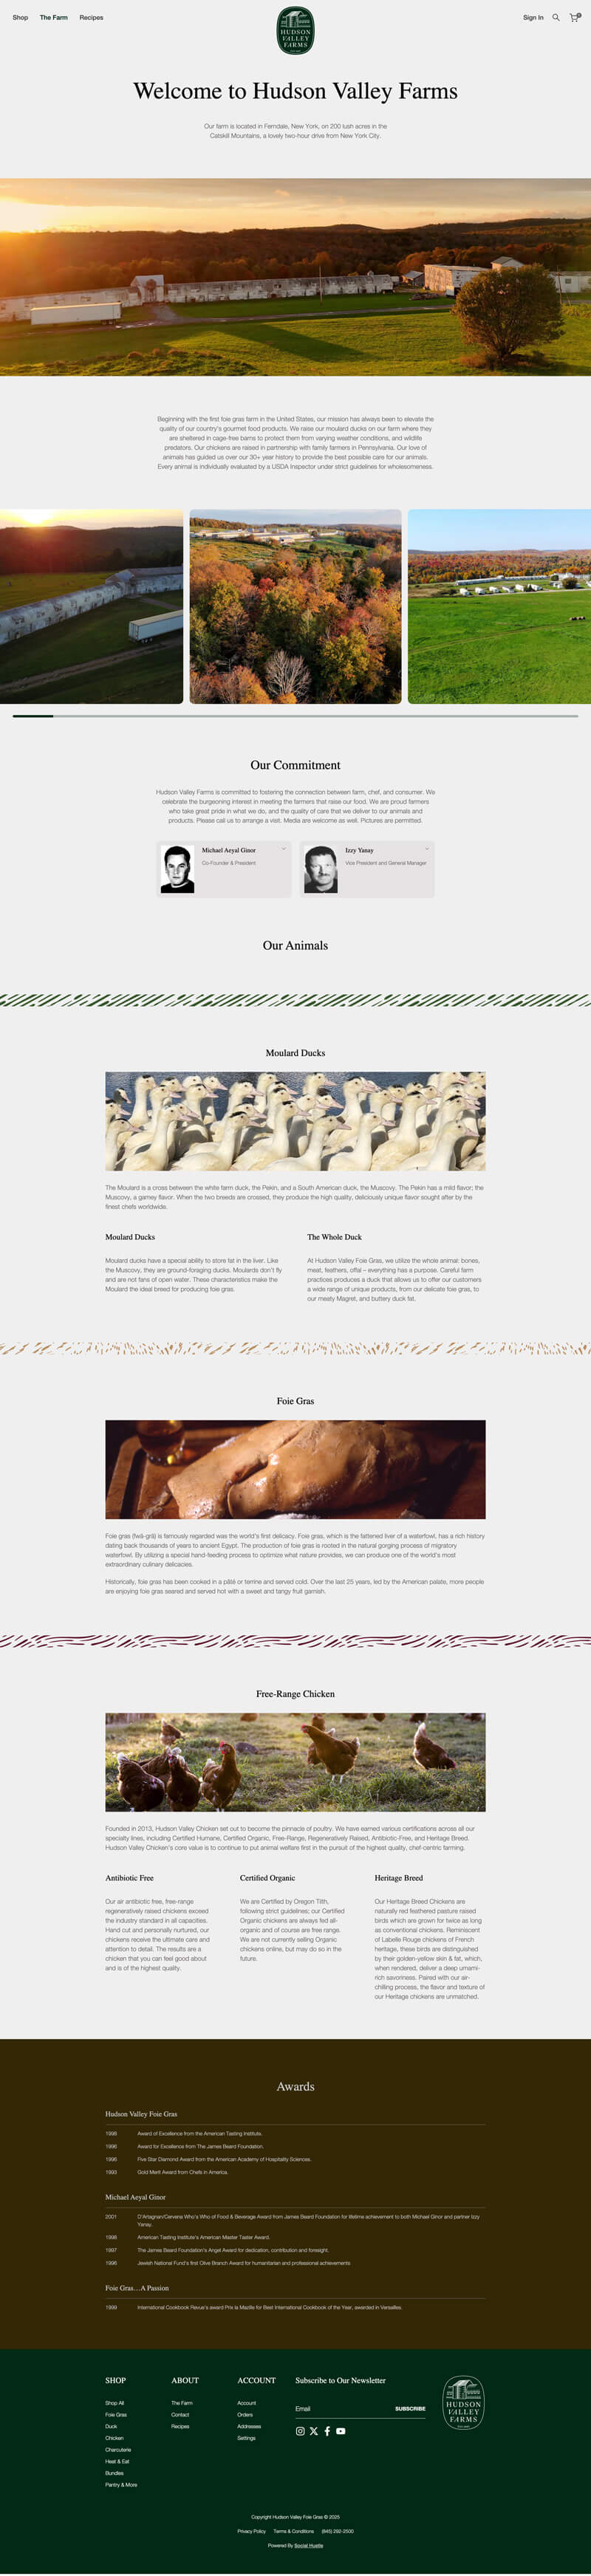 Shop The Farm Recipes
HUDSON
VALLEY
FARMS
Sign In
Welcome to Hudson Valley Farms
Our farm is located in Ferndale, New York, on 200 lush acres in the
Catskill Mountains, a lovely two-hour drive from New York City.
Beginning with the first foie gras farm in the United States, our mission has always been to elevate the
quality of our country's gourmet food products. We raise our moulard ducks on our farm where they
are sheltered in cage-free barns to protect them from varying weather conditions, and wildlife
predators. Our chickens are raised in partnership with family farmers in Pennsylvania. Our love of
animals has guided us over our 30+ year history to provide the best possible care for our animals.
Every animal is individually evaluated by a USDA Inspector under strict guidelines for wholesomeness.
Our Commitment
Hudson Valley Farms is committed to fostering the connection between farm, chef, and consumer. We
celebrate the burgeoning interest in meeting the farmers that raise our food. We are proud farmers
who take great pride in what we do, and the quality of care that we deliver to our animals and
products. Please call us to arrange a visit. Media are welcome as well. Pictures are permitted.
Michael Aeyal Ginor
Co-Founder & President
Izzy Yanay
Vice President and General Manager
Our Animals
Moulard Ducks
The Moulard is a cross between the white farm duck, the Pekin, and a South American duck, the Muscovy. The Pekin has a mild flavor; the
Muscovy, a gamey flavor. When the two breeds are crossed, they produce the high quality, deliciously unique flavor sought after by the
finest chefs worldwide.
Moulard Ducks
Moulard ducks have a special ability to store fat in the liver. Like
the Muscovy, they are ground-foraging ducks. Moulards don't fly
and are not fans of open water. These characteristics make the
Moulard the ideal breed for producing foie gras.
The Whole Duck
At Hudson Valley Foie Gras, we utilize the whole animal: bones,
meat, feathers, offal – everything has a purpose. Careful farm
practices produces a duck that allows us to offer our customers
a wide range of unique products, from our delicate foie gras, to
our meaty Magret, and buttery duck fat.
Foie Gras
Foie gras (fwä-grä) is famously regarded was the world's first delicacy. Foie gras, which is the fattened liver of a waterfowl, has a rich history
dating back thousands of years to ancient Egypt. The production of foie gras is rooted in the natural gorging process of migratory
waterfowl. By utilizing a special hand-feeding process to optimize what nature provides, we can produce one of the world's most
extraordinary culinary delicacies.
Historically, foie gras has been cooked in a pâté or terrine and served cold. Over the last 25 years, led by the American palate, more people
are enjoying foie gras seared and served hot with a sweet and tangy fruit garnish.
Free-Range Chicken
Founded in 2013, Hudson Valley Chicken set out to become the pinnacle of poultry. We have earned various certifications across all our
specialty lines, including Certified Humane, Certified Organic, Free-Range, Regeneratively Raised, Antibiotic-Free, and Heritage Breed.
Hudson Valley Chicken's core value is to continue to put animal welfare first in the pursuit of the highest quality, chef-centric farming.
Antibiotic Free
Our air antibiotic free, free-range
regeneratively raised chickens exceed
the industry standard in all capacities.
Hand cut and personally nurtured, our
chickens receive the ultimate care and
attention to detail. The results are a
chicken that you can feel good about
and is of the highest quality.
Certified Organic
We are Certified by Oregon Tilth,
following strict guidelines; our Certified
Organic chickens are always fed all-
organic and of course are free range.
We are not currently selling Organic
chickens online, but may do so in the
future.
Heritage Breed
Our Heritage Breed Chickens are
naturally red feathered pasture raised
birds which are grown for twice as long
as conventional chickens. Reminiscent
of Labelle Rouge chickens of French
heritage, these birds are distinguished
by their golden-yellow skin & fat, which,
when rendered, deliver a deep umami-
rich savoriness. Paired with our air-
chilling process, the flavor and texture of
our Heritage chickens are unmatched.
Awards
Hudson Valley Foie Gras
1998 Award of Excellence from the American Tasting Institute.
1996 Award for Excellence from The James Beard Foundation.
1996 Five Star Diamond Award from the American Academy of Hospitality Sciences.
1993 Gold Merit Award from Chefs in America.
Michael Aeyal Ginor
2001 D'Artagnan/Cervena Who's Who of Food & Beverage Award from James Beard Foundation for lifetime achievement to both Michael Ginor and partner Izzy
Yanay.
1998 American Tasting Institute's American Master Taster Award.
1997 The James Beard Foundation's Angel Award for dedication, contribution and foresight.
1996 Jewish National Fund's first Olive Branch Award for humanitarian and professional achievements
Foie Gras…A Passion
1999 International Cookbook Revue's award Prix la Mazille for Best International Cookbook of the Year, awarded in Versailles.
SHOP
Shop All
Foie Gras
Duck
Chicken
Charcuterie
Heat & Eat
Bundles
Pantry & More
ABOUT
The Farm
Contact
Recipes
ACCOUNT
Account
Orders
Addresses
Settings
Subscribe to Our Newsletter
Email SUBSCRIBE
HUDSON
VALLEY
FARMS
Copyright Hudson Valley Foie Gras © 2025
Privacy Policy Terms & Conditions (845) 292-2500
Powered By Social Hustle